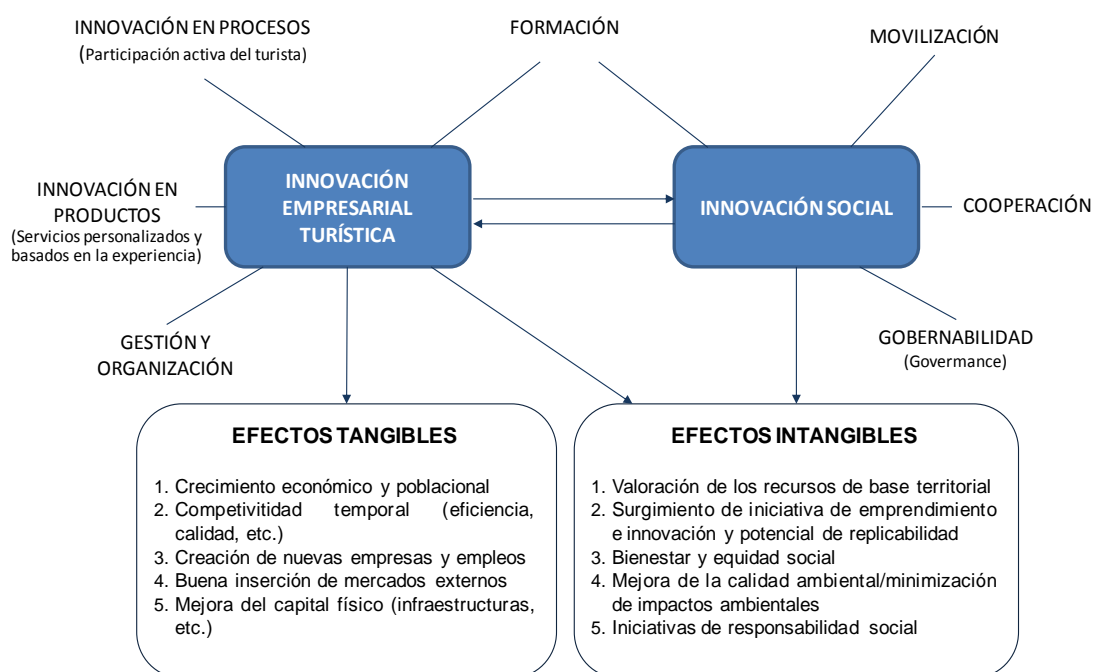 INNOVACIÓN EN PROCESOS
(Participación activa del turista)
FORMACIÓN
MOVILIZACIÓN
INNOVACIÓN EN
PRODUCTOS
(Servicios personalizados y
basados en la experiencia)
INNOVACIÓN
EMPRESARIAL
TURÍSTICA
INNOVACIÓN SOCIAL
COOPERACIÓN
GESTIÓN Y
ORGANIZACIÓN
GOBERNABILIDAD
(Govermance)
EFECTOS TANGIBLES
1. Crecimiento económico y poblacional
2. Competivitidad temporal (eficiencia,
calidad, etc.)
3. Creación de nuevas empresas y empleos
4. Buena inserción de mercados externos
5. Mejora del capital físico (infraestructuras,
etc.)
EFECTOS INTANGIBLES
1. Valoración de los recursos de base territorial
2. Surgimiento de iniciativa de emprendimiento
e innovación y potencial de replicabilidad
3. Bienestar y equidad social
4. Mejora de la calidad ambiental/minimización
de impactos ambientales
5. Iniciativas de responsabilidad social